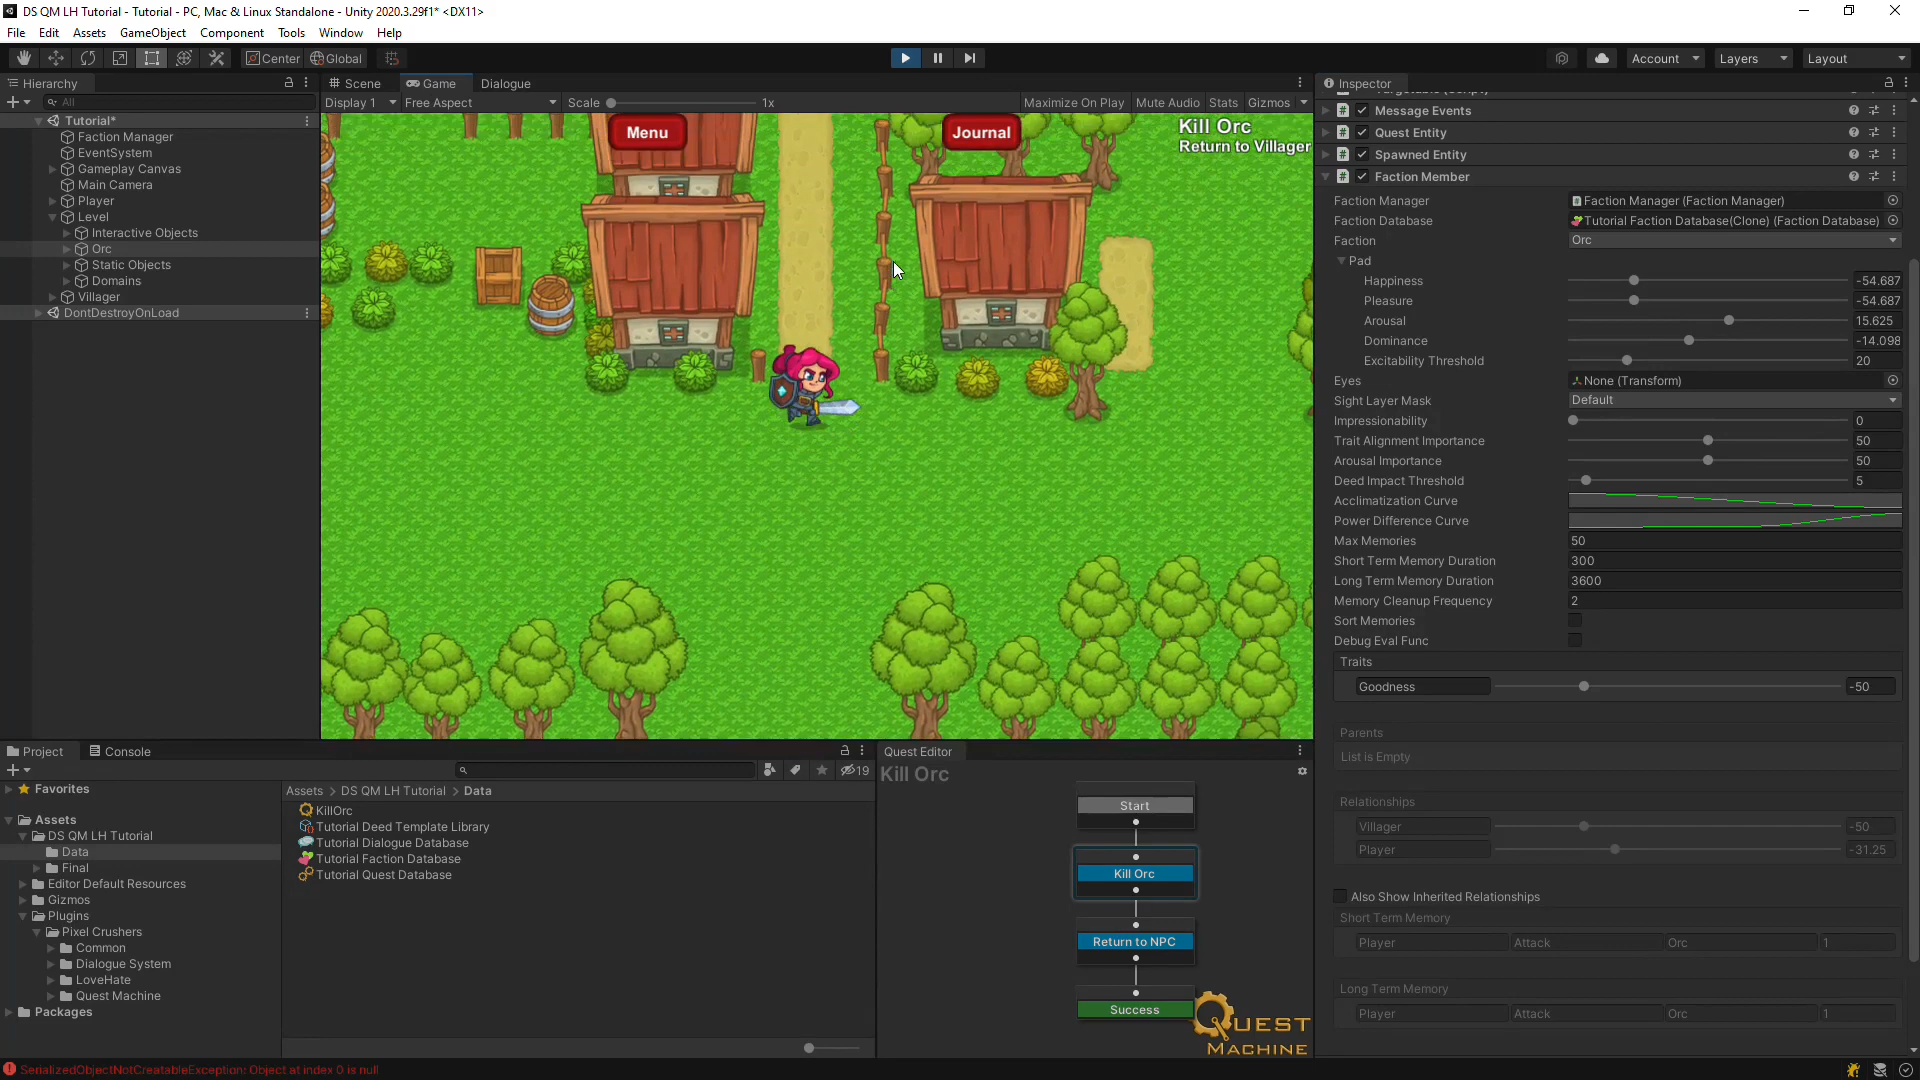 DS QM LH Tutorial - Tutorial - PC, Mac & Linux Standalone - Unity 2020.3.29f1* <DX11>
File Edit Assets GameObject Component Tools Window Help
Center Global Account Layers Layout
Hierarchy
All
Tutorial*
Faction Manager
EventSystem
Gameplay Canvas
Main Camera
Player
Level
Interactive Objects
Orc
Static Objects
Domains
Villager
DontDestroyOnLoad
Scene Game Dialogue
Display 1 Free Aspect Scale 1x Maximize On Play Mute Audio Stats Gizmos
Menu
Journal
Kill Orc
Return to Villager
Inspector
Message Events
Quest Entity
Spawned Entity
Faction Member
Faction Manager Faction Manager (Faction Manager)
Faction Database Tutorial Faction Database(Clone) (Faction Database)
Faction Orc
Pad
Happiness -54.687
Pleasure -54.687
Arousal 15.625
Dominance -14.098
Excitability Threshold 20
Eyes None (Transform)
Sight Layer Mask Default
Impressionability 0
Trait Alignment Importance 50
Arousal Importance 50
Deed Impact Threshold 5
Acclimatization Curve
Power Difference Curve
Max Memories 50
Short Term Memory Duration 300
Long Term Memory Duration 3600
Memory Cleanup Frequency 2
Sort Memories
Debug Eval Func
Traits
Goodness -50
Parents
List is Empty
Relationships
Villager -50
Player -31.25
Also Show Inherited Relationships
Short Term Memory
Player Attack Orc 1
Long Term Memory
Player Attack Orc 1
Project Console
19
Favorites
Assets
DS QM LH Tutorial
Data
Final
Editor Default Resources
Gizmos
Plugins
Pixel Crushers
Common
Dialogue System
LoveHate
Quest Machine
Packages
Assets > DS QM LH Tutorial > Data
KillOrc
Tutorial Deed Template Library
Tutorial Dialogue Database
Tutorial Faction Database
Tutorial Quest Database
Quest Editor
Kill Orc
Start
Kill Orc
Return to NPC
Success
QUEST
MACHINE
SerializedObjectNotCreatableException: Object at index 0 is null